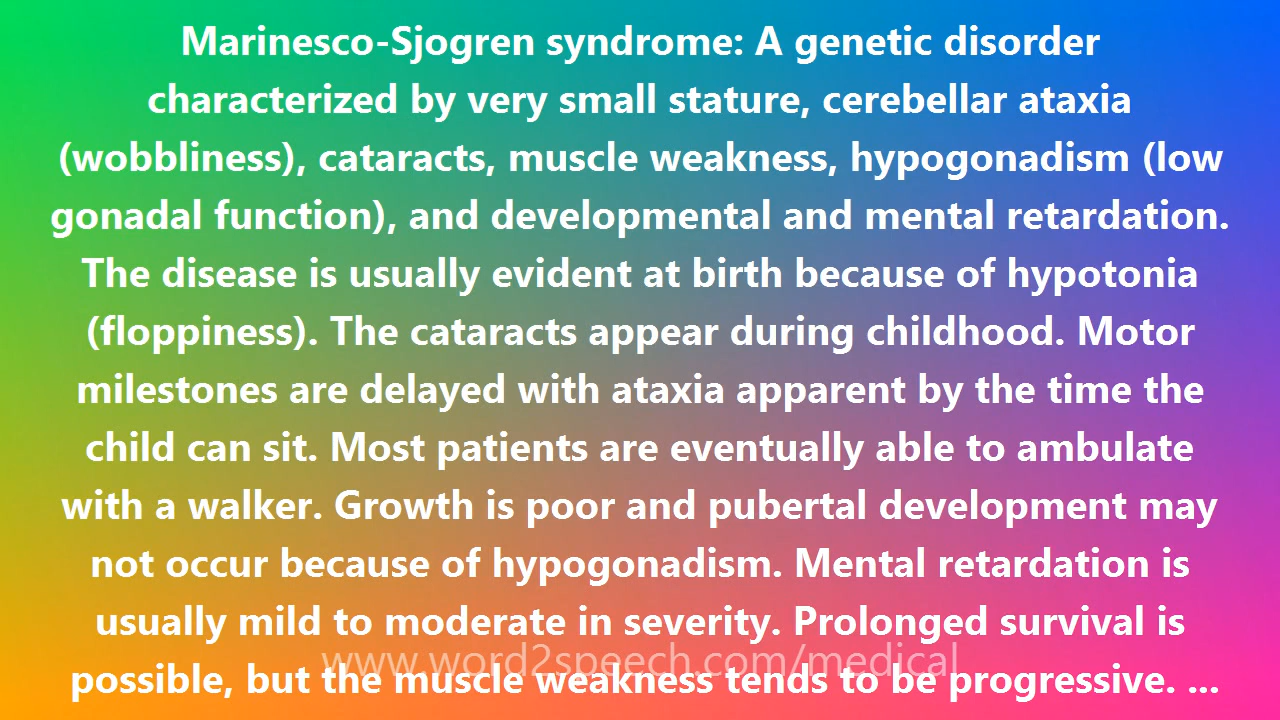 Marinesco-Sjogren syndrome: A genetic disorder
characterized by very small stature, cerebellar ataxia
(wobbliness), cataracts, muscle weakness, hypogonadism (low
gonadal function), and developmental and mental retardation.
The disease is usually evident at birth because of hypotonia
(floppiness). The cataracts appear during childhood. Motor
milestones are delayed with ataxia apparent by the time the
child can sit. Most patients are eventually able to ambulate
with a walker. Growth is poor and pubertal development may
not occur because of hypogonadism. Mental retardation is
usually mild to moderate in severity. Prolonged survival is
www.word2speech.com/medical
possible, but the muscle weakness tends to be progressive. ...